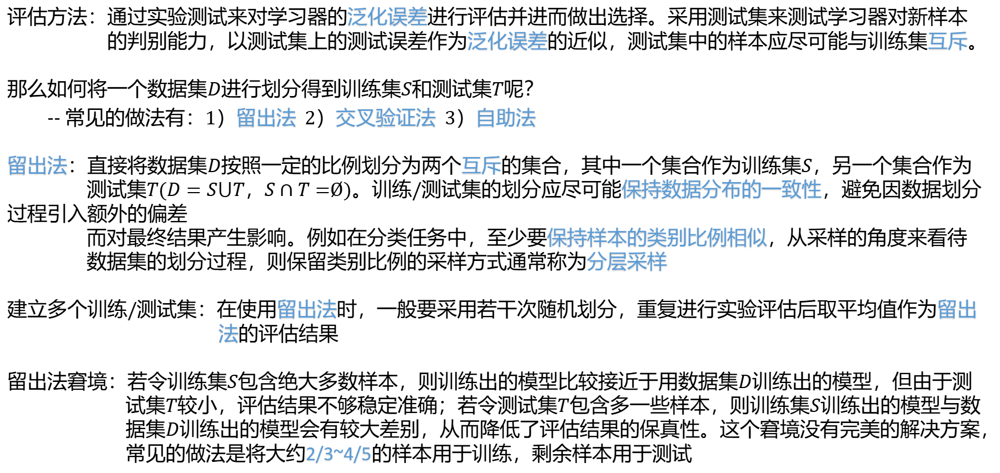 评估方法：通过实验测试来对学习器的泛化误差进行评估并进而做出选择。采用测试集来测试学习器对新样本
的判别能力，以测试集上的测试误差作为泛化误差的近似，测试集中的样本应尽可能与训练集互斥。
那么如何将一个数据集D进行划分得到训练集S和测试集T呢？
-- 常见的做法有：1）留出法 2）交叉验证法 3）自助法
留出法：直接将数据集D按照一定的比例划分为两个互斥的集合，其中一个集合作为训练集S，另一个集合作为
测试集T(D = S∪T，S ∩ T =Ø)。训练/测试集的划分应尽可能保持数据分布的一致性，避免因数据划分
过程引入额外的偏差
而对最终结果产生影响。例如在分类任务中，至少要保持样本的类别比例相似，从采样的角度来看待
数据集的划分过程，则保留类别比例的采样方式通常称为分层采样
建立多个训练/测试集：在使用留出法时，一般要采用若干次随机划分，重复进行实验评估后取平均值作为留出
法的评估结果
留出法窘境：若令训练集S包含绝大多数样本，则训练出的模型比较接近于用数据集D训练出的模型，但由于测
试集T较小，评估结果不够稳定准确；若令测试集T包含多一些样本，则训练集S训练出的模型与数
据集D训练出的模型会有较大差别，从而降低了评估结果的保真性。这个窘境没有完美的解决方案，
常见的做法是将大约2/3~4/5的样本用于训练，剩余样本用于测试